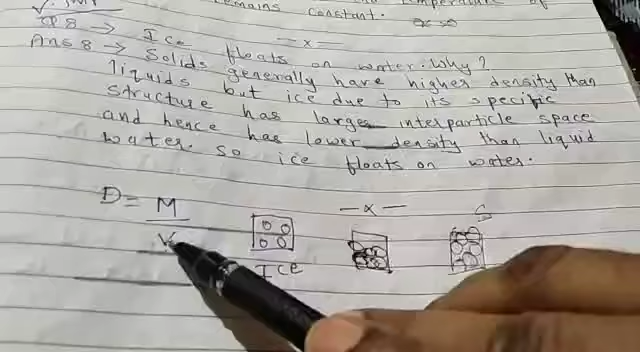 remains constant.
Q8 → Ice floats on water. Why?
Ans 8 → Solids generally have higher density than
liquids but ice due to its specific
structure has large interparticle space
and hence has lower density than liquid
water. so ice floats on water.
—x—
D = M
V
Ice
—x—
S